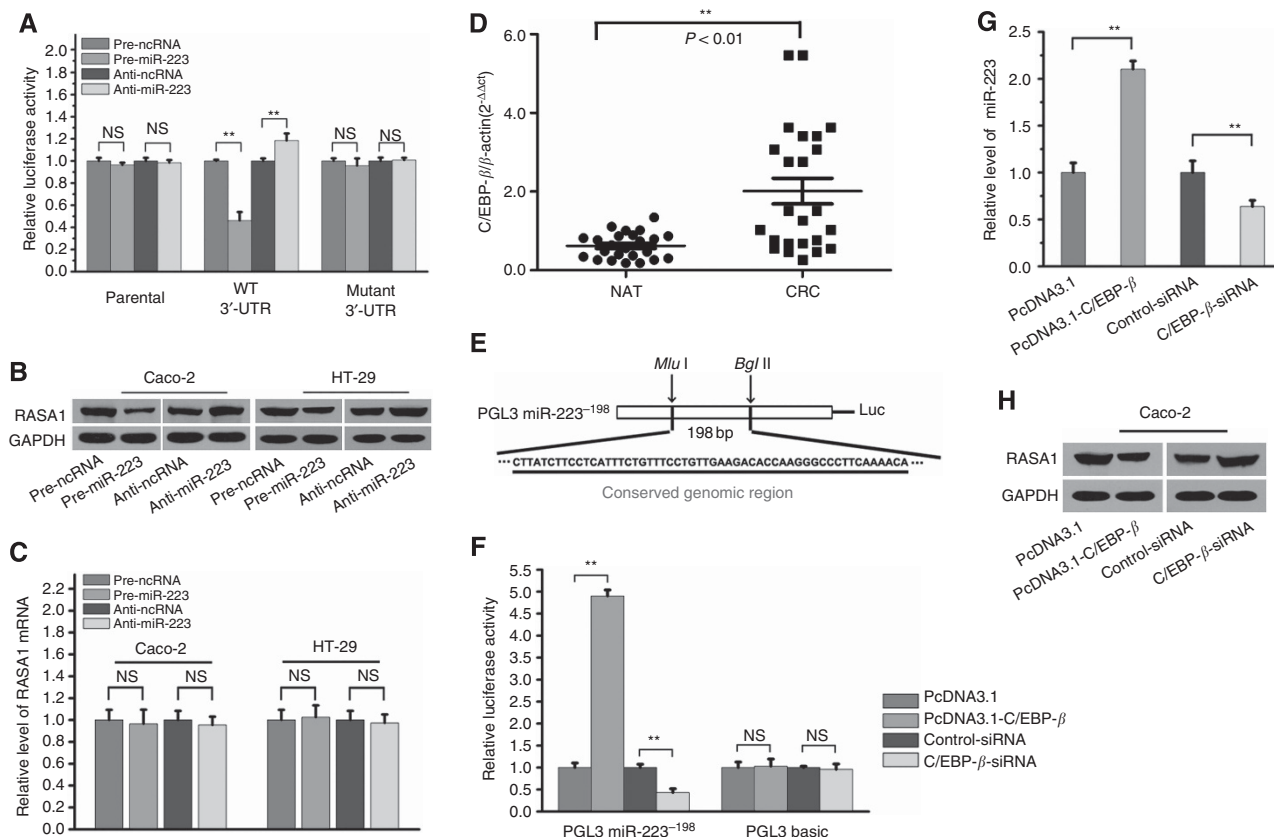 A
Relative luciferase activity
2.0
1.8
1.6
1.4
1.2
1.0
0.8
0.6
0.4
0.2
0.0
Pre-ncRNA
Pre-miR-223
Anti-ncRNA
Anti-miR-223
NS
NS
**
**
NS
NS
Parental
WT
3′-UTR
Mutant
3′-UTR
B
Caco-2
HT-29
RASA1
GAPDH
Pre-ncRNA
Pre-miR-223
Anti-ncRNA
Anti-miR-223
Pre-ncRNA
Pre-miR-223
Anti-ncRNA
Anti-miR-223
C
Relative level of RASA1 mRNA
2.2
2.0
1.8
1.6
1.4
1.2
1.0
0.8
0.6
0.4
0.2
0.0
Pre-ncRNA
Pre-miR-223
Anti-ncRNA
Anti-miR-223
Caco-2
HT-29
NS
NS
NS
NS
D
C/EBP-β/β-actin(2-ΔΔct)
6.0
4.0
2.0
0.0
**
P < 0.01
NAT
CRC
E
Mlu I
Bgl II
PGL3 miR-223–198
Luc
198 bp
··· CTTATCTTCCTCATTTCTGTTTCCTGTTGAAGACACCAAGGGCCCTTCAAAACA ···
Conserved genomic region
F
Relative luciferase activity
5.5
5.0
4.5
4.0
3.5
3.0
2.5
2.0
1.5
1.0
0.5
0.0
**
**
NS
NS
PGL3 miR-223–198
PGL3 basic
PcDNA3.1
PcDNA3.1-C/EBP-β
Control-siRNA
C/EBP-β-siRNA
G
Relative level of miR-223
2.5
2.0
1.5
1.0
0.5
0.0
**
**
PcDNA3.1
PcDNA3.1-C/EBP-β
Control-siRNA
C/EBP-β-siRNA
H
Caco-2
RASA1
GAPDH
PcDNA3.1
PcDNA3.1-C/EBP-β
Control-siRNA
C/EBP-β-siRNA